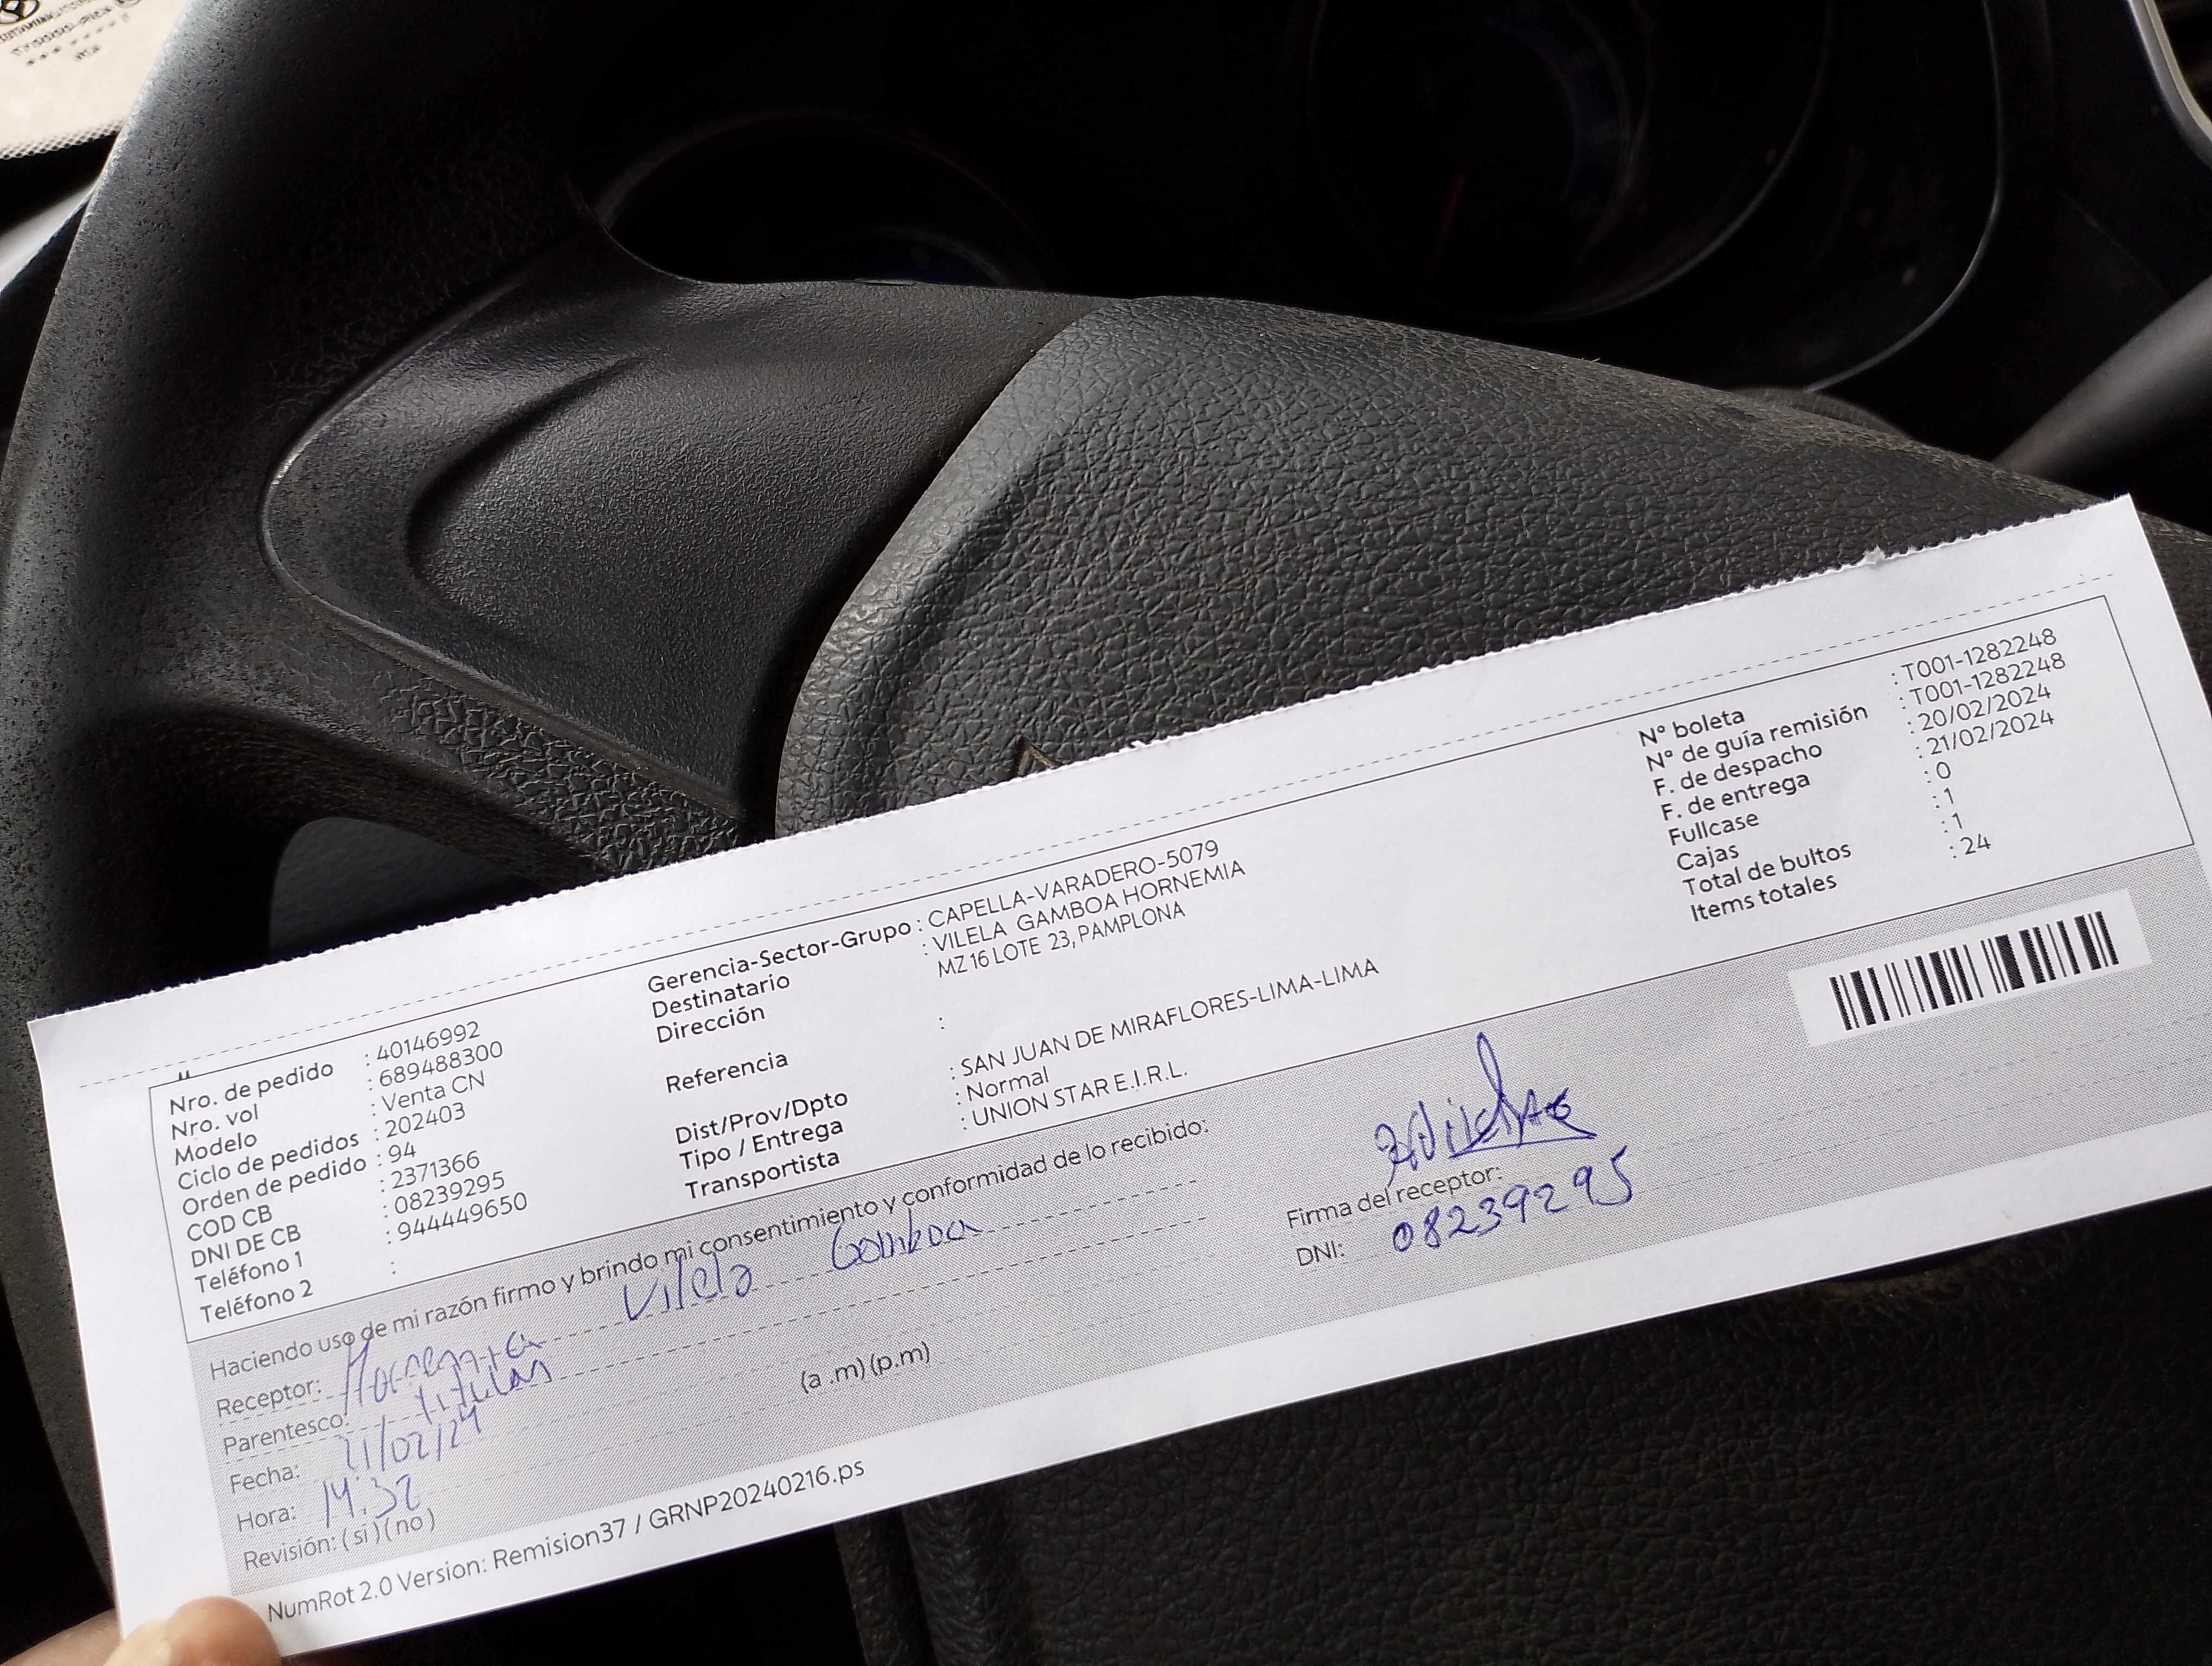 Nro. de pedido : 40146992
Nro. vol : 689488300
Modelo : Venta CN
Ciclo de pedidos : 202403
Orden de pedido : 94
COD CB : 2371366
DNI DE CB : 08239295
Teléfono 1 : 944449650
Teléfono 2 :
Gerencia-Sector-Grupo : CAPELLA-VARADERO-5079
Destinatario : VILELA GAMBOA HORNEMIA
Dirección MZ 16 LOTE 23, PAMPLONA
Referencia :
Dist/Prov/Dpto : SAN JUAN DE MIRAFLORES-LIMA-LIMA
Tipo / Entrega : Normal
Transportista : UNION STAR E.I.R.L.
N° boleta : T001-1282248
N° de guía remisión : T001-1282248
F. de despacho : 20/02/2024
F. de entrega : 21/02/2024
Fullcase : 0
Cajas : 1
Total de bultos : 1
Items totales : 24
Haciendo uso de mi razón firmo y brindo mi consentimiento y conformidad de lo recibido:
Receptor: Vilela Gamboa
Parentesco: titular
Fecha: 21/02/24
Hora: 14:32 (a .m) (p.m)
Revisión: ( si ) ( no )
Firma del receptor:
DNI: 08239295
NumRot 2.0 Version: Remision37 / GRNP20240216.ps